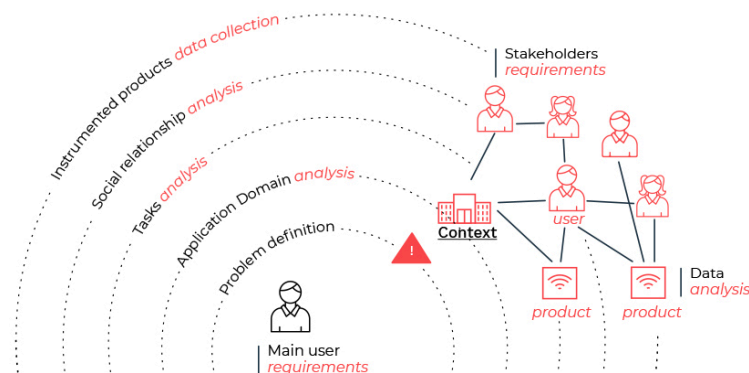 Instrumented products data collection
Social relationship analysis
Tasks analysis
Application Domain analysis
Problem definition
Main user
requirements
!
Stakeholders
requirements
user
Context
product
product
Data
analysis